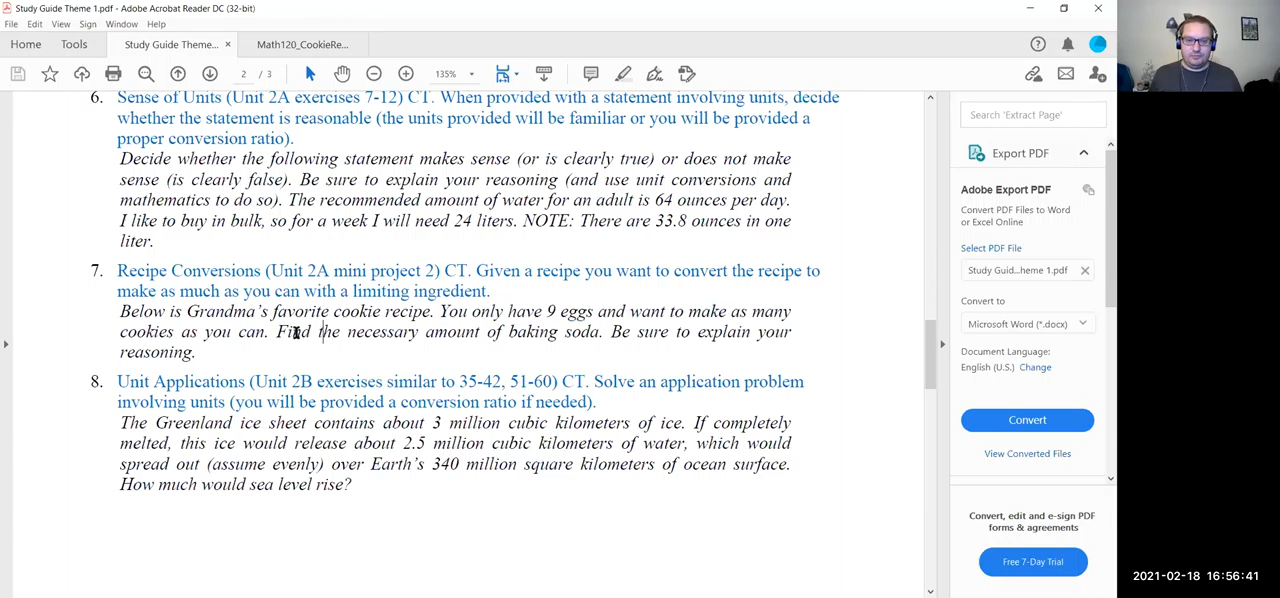 Study Guide Theme 1.pdf - Adobe Acrobat Reader DC (32-bit)
File Edit View Sign Window Help
Home Tools Study Guide Theme... × Math120_CookieRe...
2 / 3 135%
6. Sense of Units (Unit 2A exercises 7-12) CT. When provided with a statement involving units, decide
whether the statement is reasonable (the units provided will be familiar or you will be provided a
proper conversion ratio).
Decide whether the following statement makes sense (or is clearly true) or does not make
sense (is clearly false). Be sure to explain your reasoning (and use unit conversions and
mathematics to do so). The recommended amount of water for an adult is 64 ounces per day.
I like to buy in bulk, so for a week I will need 24 liters. NOTE: There are 33.8 ounces in one
liter.
7. Recipe Conversions (Unit 2A mini project 2) CT. Given a recipe you want to convert the recipe to
make as much as you can with a limiting ingredient.
Below is Grandma's favorite cookie recipe. You only have 9 eggs and want to make as many
cookies as you can. Find the necessary amount of baking soda. Be sure to explain your
reasoning.
8. Unit Applications (Unit 2B exercises similar to 35-42, 51-60) CT. Solve an application problem
involving units (you will be provided a conversion ratio if needed).
The Greenland ice sheet contains about 3 million cubic kilometers of ice. If completely
melted, this ice would release about 2.5 million cubic kilometers of water, which would
spread out (assume evenly) over Earth's 340 million square kilometers of ocean surface.
How much would sea level rise?
Search 'Extract Page'
Export PDF
Adobe Export PDF
Convert PDF Files to Word
or Excel Online
Select PDF File
Study Guid...heme 1.pdf
Convert to
Microsoft Word (*.docx)
Document Language:
English (U.S.) Change
Convert
View Converted Files
Convert, edit and e-sign PDF
forms & agreements
Free 7-Day Trial
2021-02-18 16:56:41